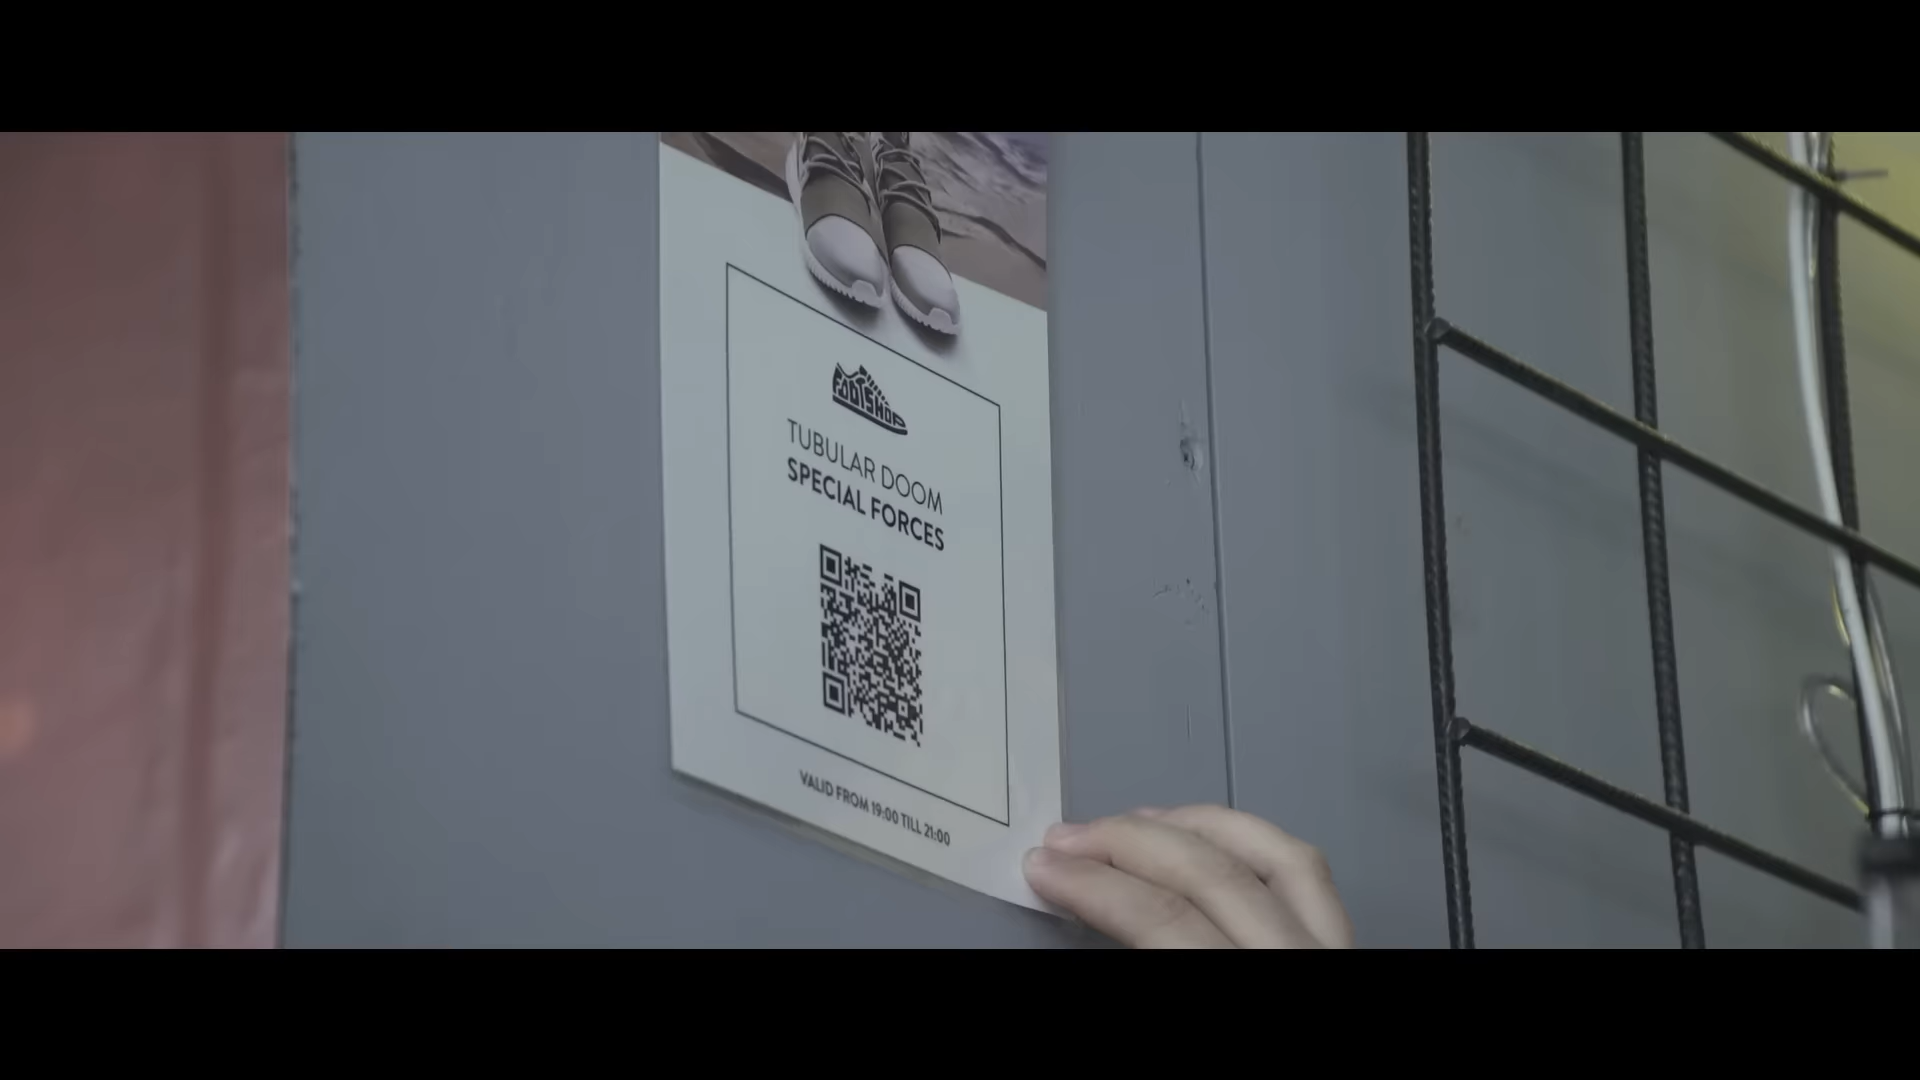 FOOTSHOP
TUBULAR DOOM
SPECIAL FORCES
VALID FROM 19:00 TILL 21:00